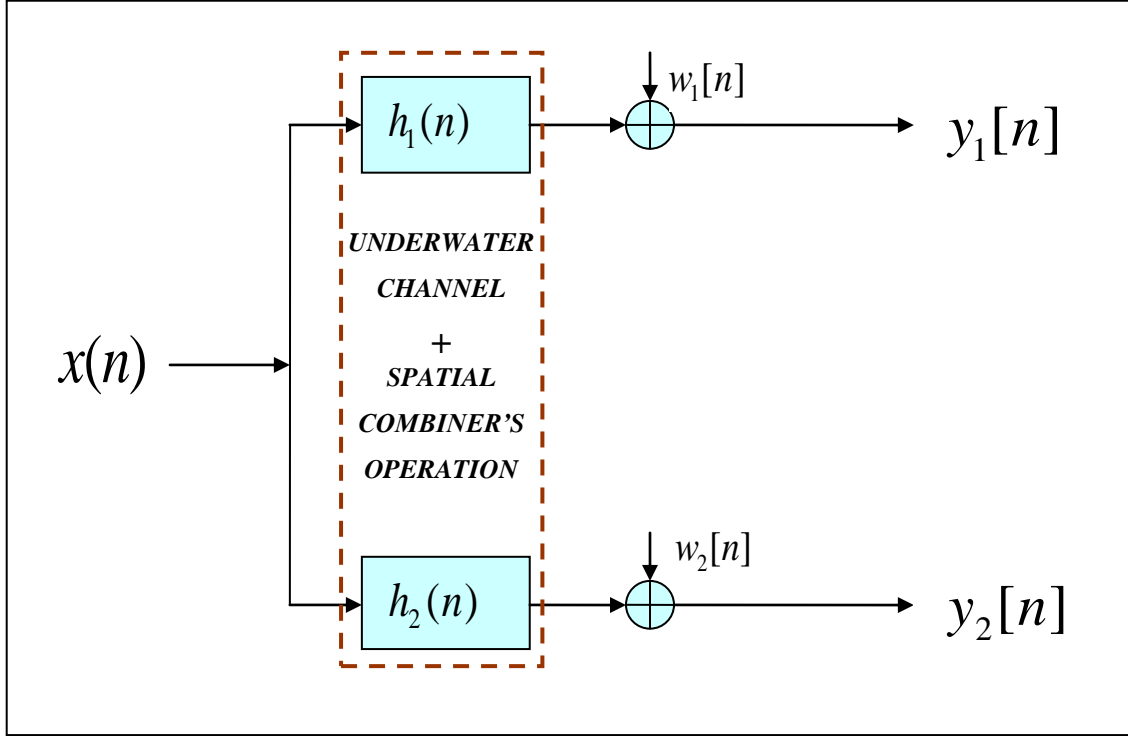 w₁[n]
h₁(n)
y₁[n]
UNDERWATER
CHANNEL
+
SPATIAL
COMBINER'S
OPERATION
x(n)
w₂[n]
h₂(n)
y₂[n]